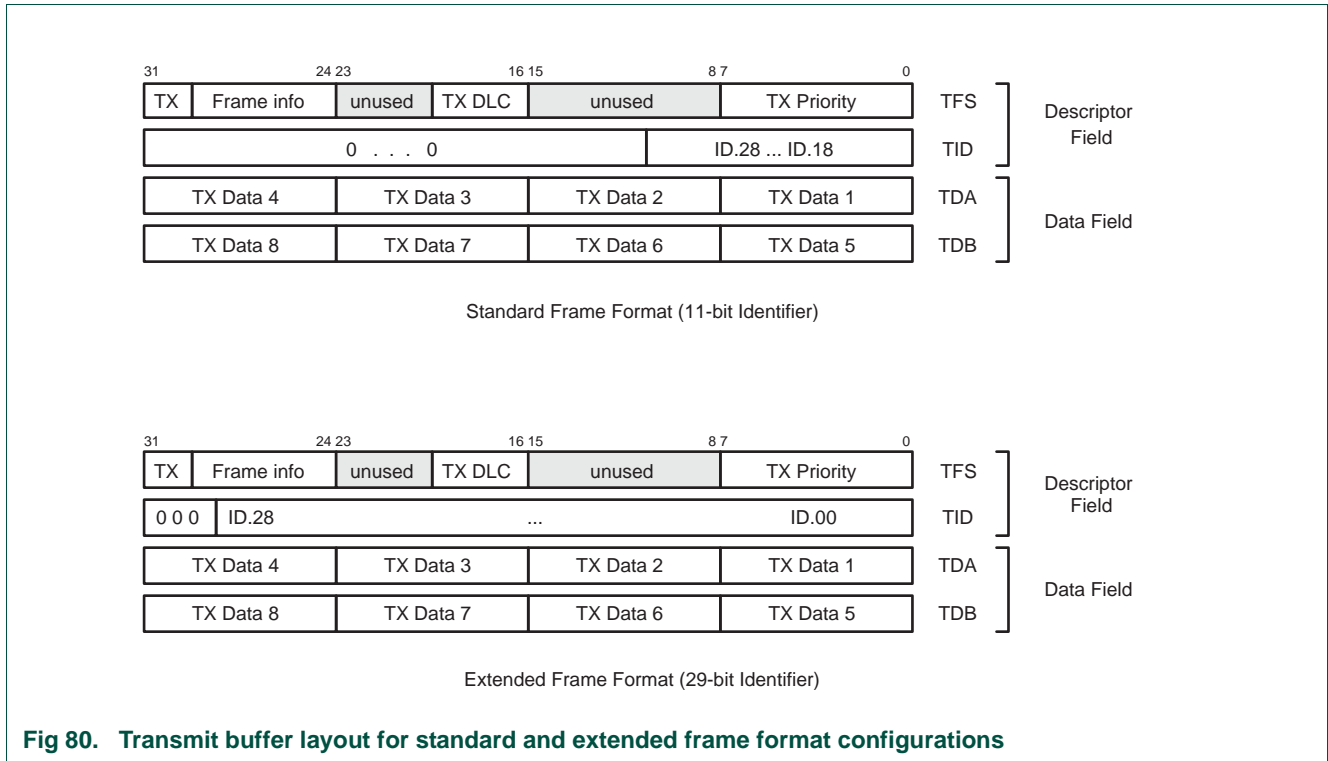 31 24 23 16 15 8 7 0
TX Frame info unused TX DLC unused TX Priority TFS
0 . . . 0 ID.28 ... ID.18 TID
Descriptor
Field
TX Data 4 TX Data 3 TX Data 2 TX Data 1 TDA
TX Data 8 TX Data 7 TX Data 6 TX Data 5 TDB
Data Field
Standard Frame Format (11-bit Identifier)
31 24 23 16 15 8 7 0
TX Frame info unused TX DLC unused TX Priority TFS
0 0 0 ID.28 ... ID.00 TID
Descriptor
Field
TX Data 4 TX Data 3 TX Data 2 TX Data 1 TDA
TX Data 8 TX Data 7 TX Data 6 TX Data 5 TDB
Data Field
Extended Frame Format (29-bit Identifier)
Fig 80. Transmit buffer layout for standard and extended frame format configurations